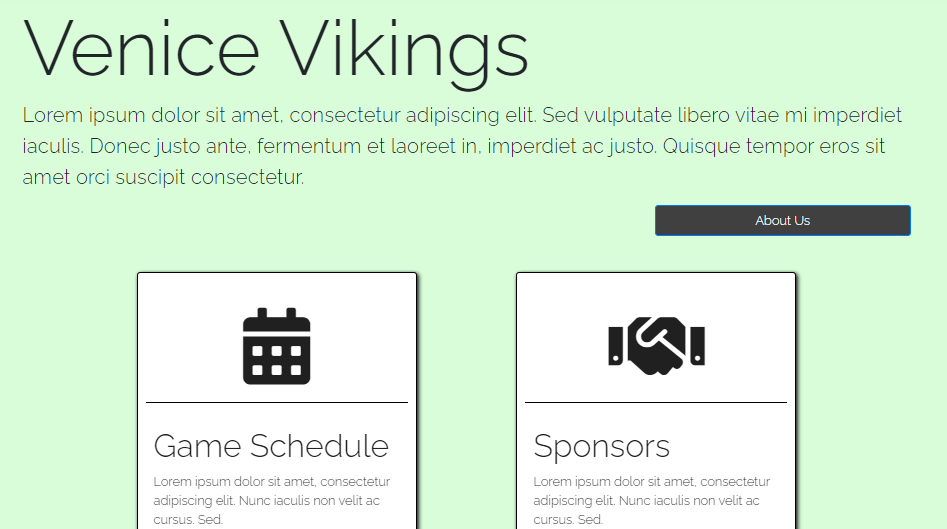 Venice Vikings
Lorem ipsum dolor sit amet, consectetur adipiscing elit. Sed vulputate libero vitae mi imperdiet
iaculis. Donec justo ante, fermentum et laoreet in, imperdiet ac justo. Quisque tempor eros sit
amet orci suscipit consectetur.
About Us
Game Schedule
Lorem ipsum dolor sit amet, consectetur
adipiscing elit. Nunc iaculis non velit ac
cursus. Sed.
Sponsors
Lorem ipsum dolor sit amet, consectetur
adipiscing elit. Nunc iaculis non velit ac
cursus. Sed.